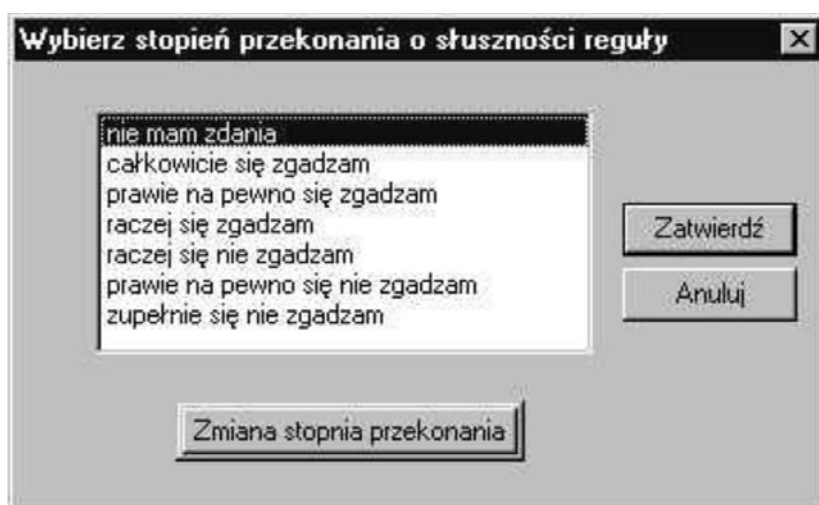 Wybierz stopień przekonania o słuszności reguły
nie mam zdania
całkowicie się zgadzam
prawie na pewno się zgadzam
raczej się zgadzam
raczej się nie zgadzam
prawie na pewno się nie zgadzam
zupełnie się nie zgadzam
Zatwierdź
Anuluj
Zmiana stopnia przekonania